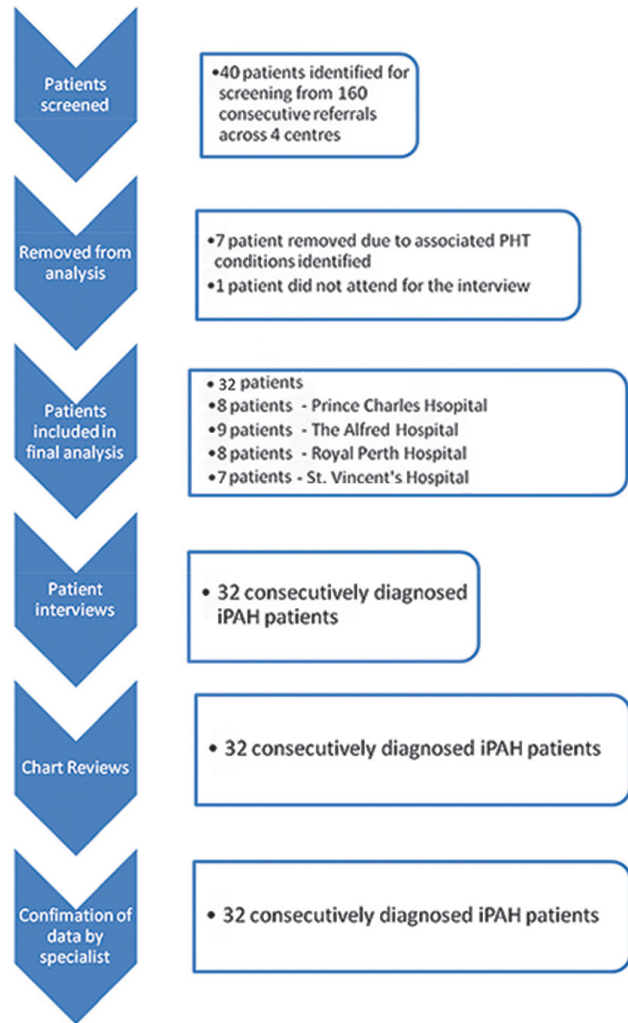 Patients
screened
•40 patients identified for
screening from 160
consecutive referrals
across 4 centres
Removed from
analysis
•7 patient removed due to associated PHT
conditions identified
•1 patient did not attend for the interview
Patients
included in
final analysis
• 32 patients
•8 patients - Prince Charles Hsopital
•9 patients - The Alfred Hospital
•8 patients - Royal Perth Hospital
•7 patients - St. Vincent's Hospital
Patient
interviews
• 32 consecutively diagnosed
iPAH patients
Chart Reviews
• 32 consecutively diagnosed iPAH patients
Confimation of
data by
specialist
• 32 consecutively diagnosed iPAH patients